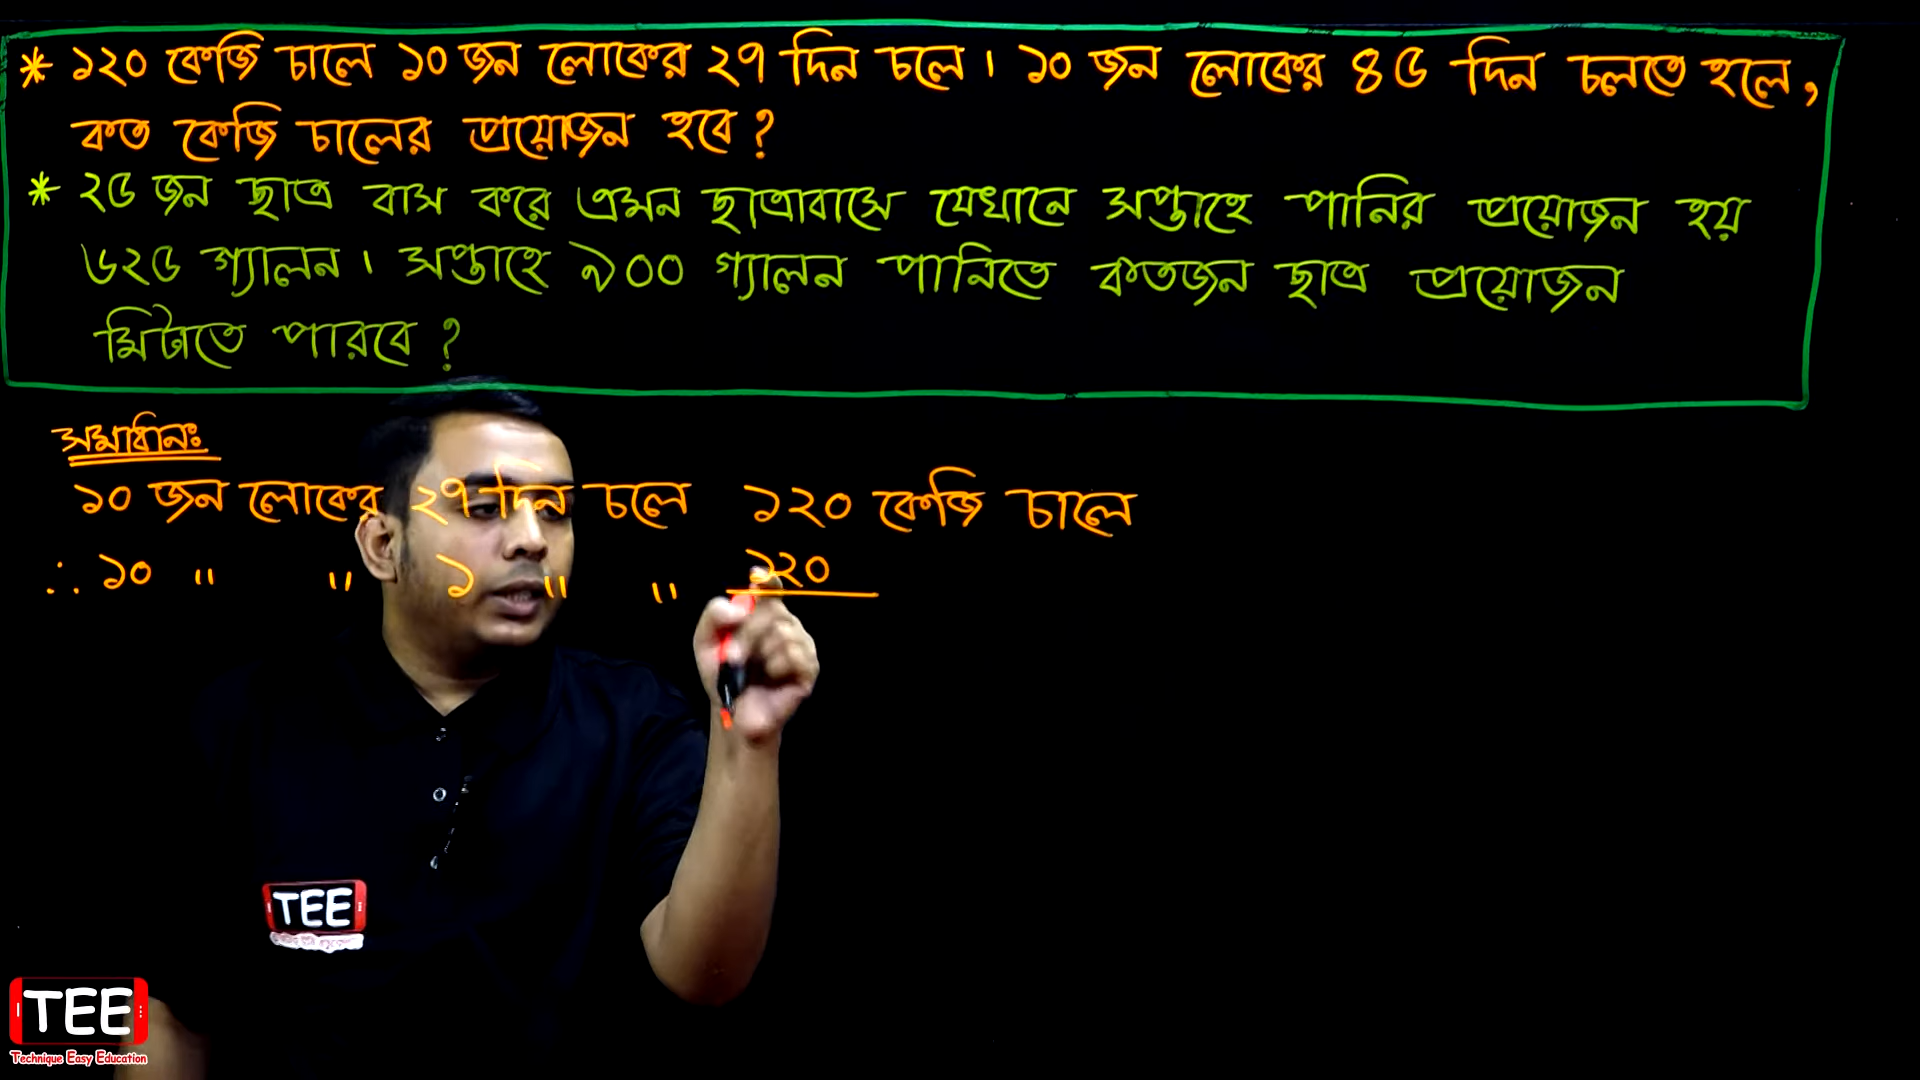 * ১২০ কেজি চালে ১০ জন লোকের ২৭ দিন চলে। ১০ জন লোকের ৪৫ দিন চলতে হলে,
কত কেজি চালের প্রয়োজন হবে?
* ২৫ জন ছাত্র বাস করে এমন ছাত্রাবাসে যেখানে সপ্তাহে পানির প্রয়োজন হয়
৬২৫ গ্যালন। সপ্তাহে ৯০০ গ্যালন পানিতে কতজন ছাত্র প্রয়োজন
মিটাতে পারবে?
সমাধানঃ
১০ জন লোকের ২৭ দিন চলে ১২০ কেজি চালে
∴ ১০ " " ১ " " ১২০
TEE
TEE
Technique Easy Education